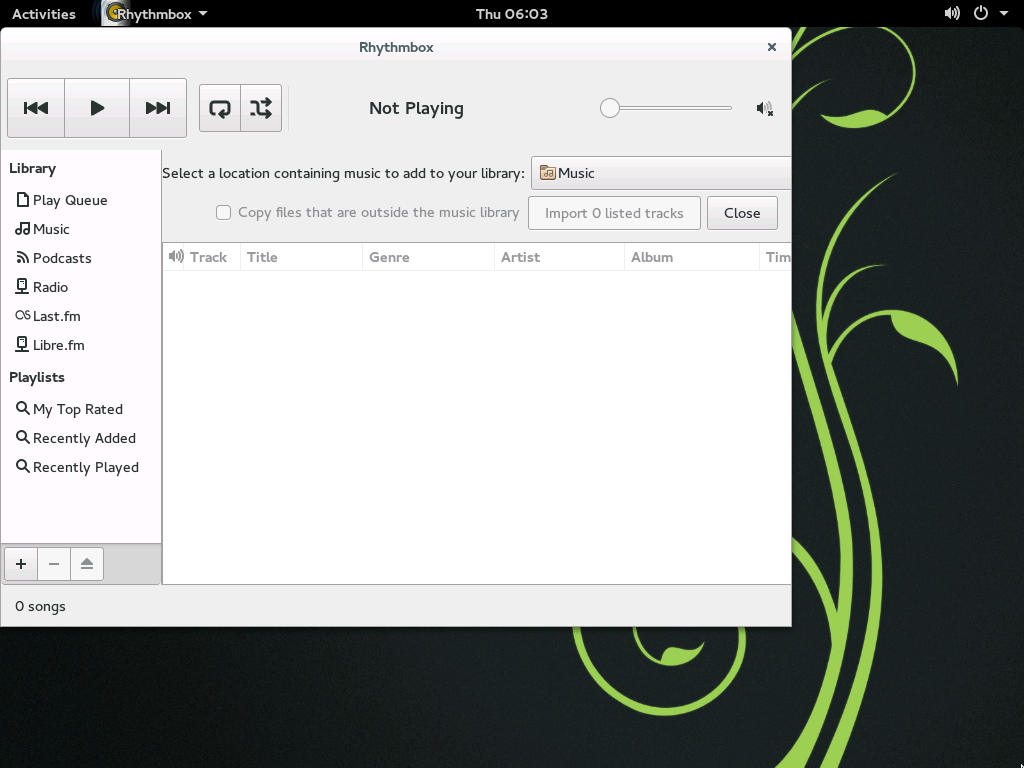 Activities Rhythmbox Thu 06:03
Rhythmbox
Not Playing
Library
Play Queue
Music
Podcasts
Radio
Last.fm
Libre.fm
Playlists
My Top Rated
Recently Added
Recently Played
Select a location containing music to add to your library: Music
Copy files that are outside the music library Import 0 listed tracks Close
Track Title Genre Artist Album Tim
0 songs